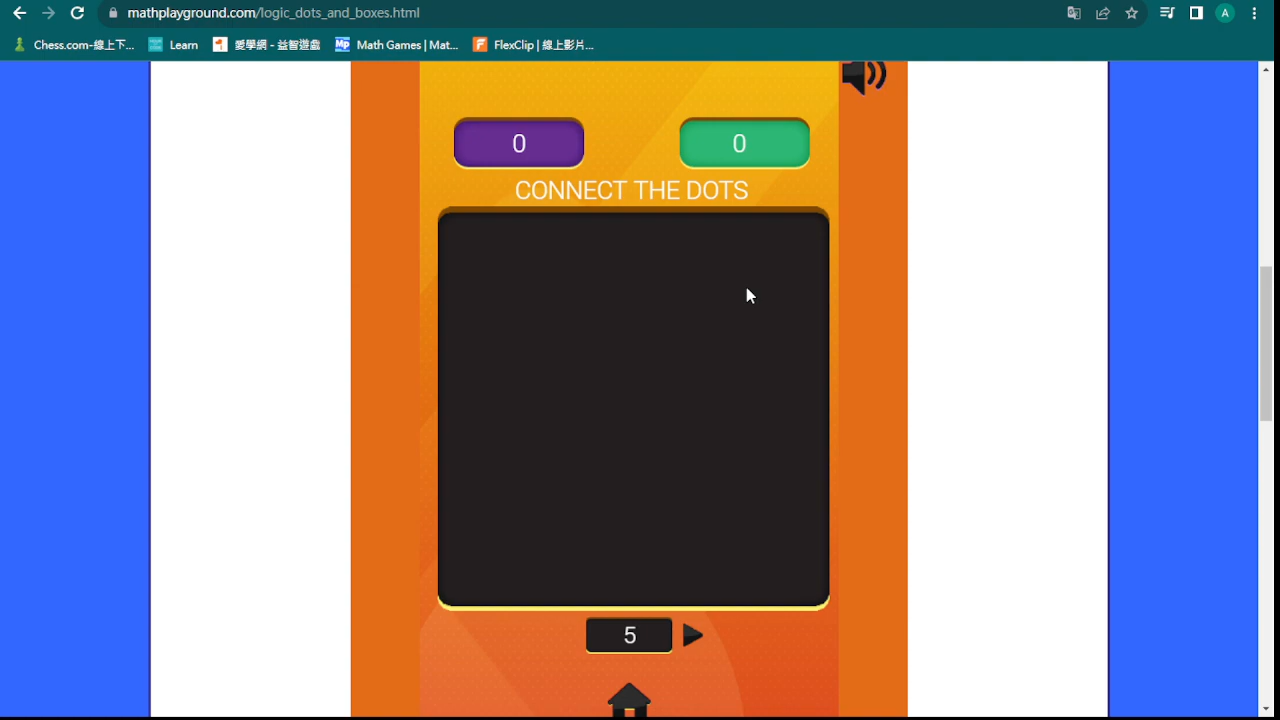 mathplayground.com/logic_dots_and_boxes.html
A
Chess.com-線上下... Learn 愛學網 - 益智遊戲 Mp Math Games | Mat... FlexClip | 線上影片...
0 0
CONNECT THE DOTS
5